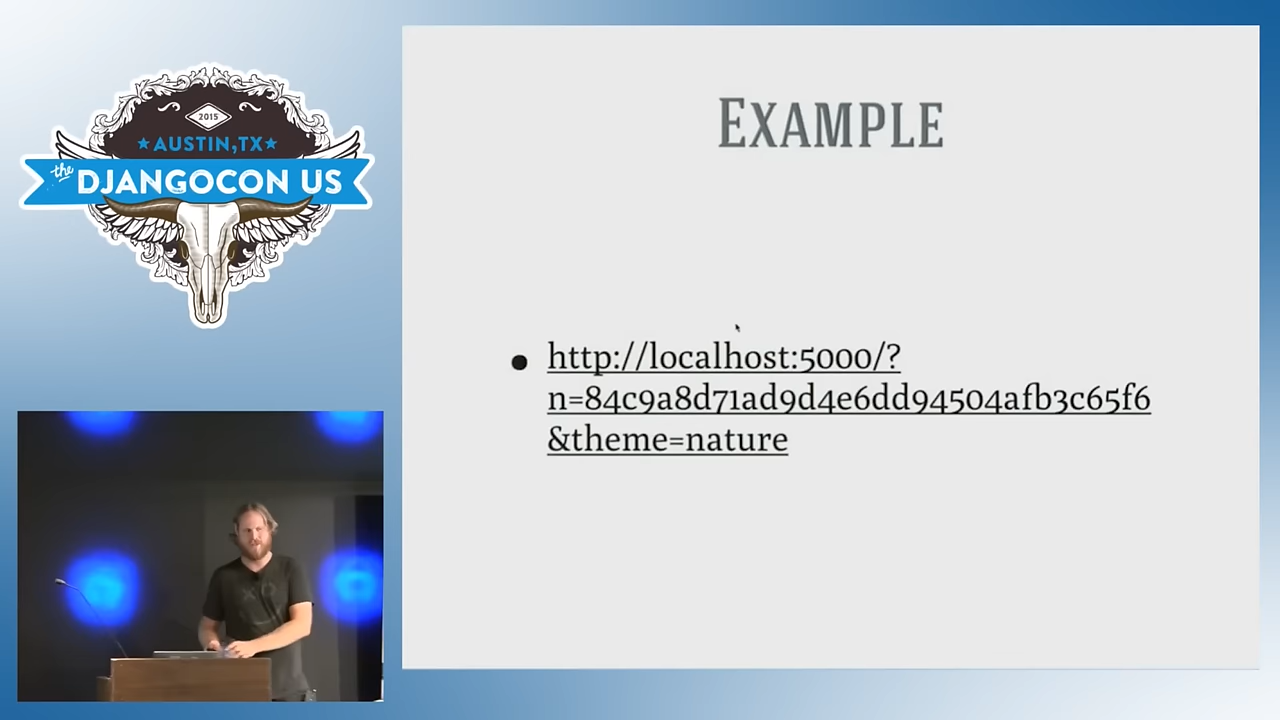 2015
★ AUSTIN, TX ★
the DJANGOCON US
EXAMPLE
• http://localhost:5000/?
n=84c9a8d71ad9d4e6dd94504afb3c65f6
&theme=nature